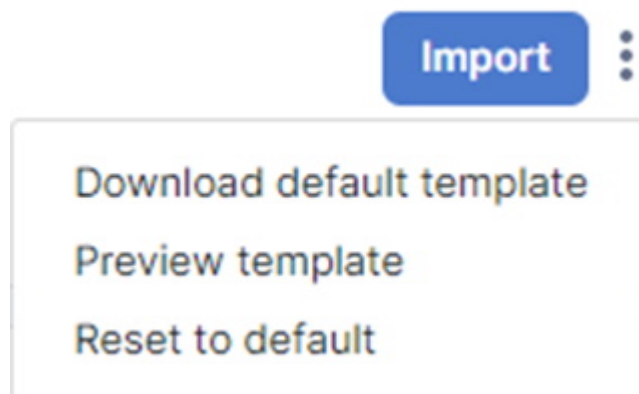 Import
Download default template
Preview template
Reset to default